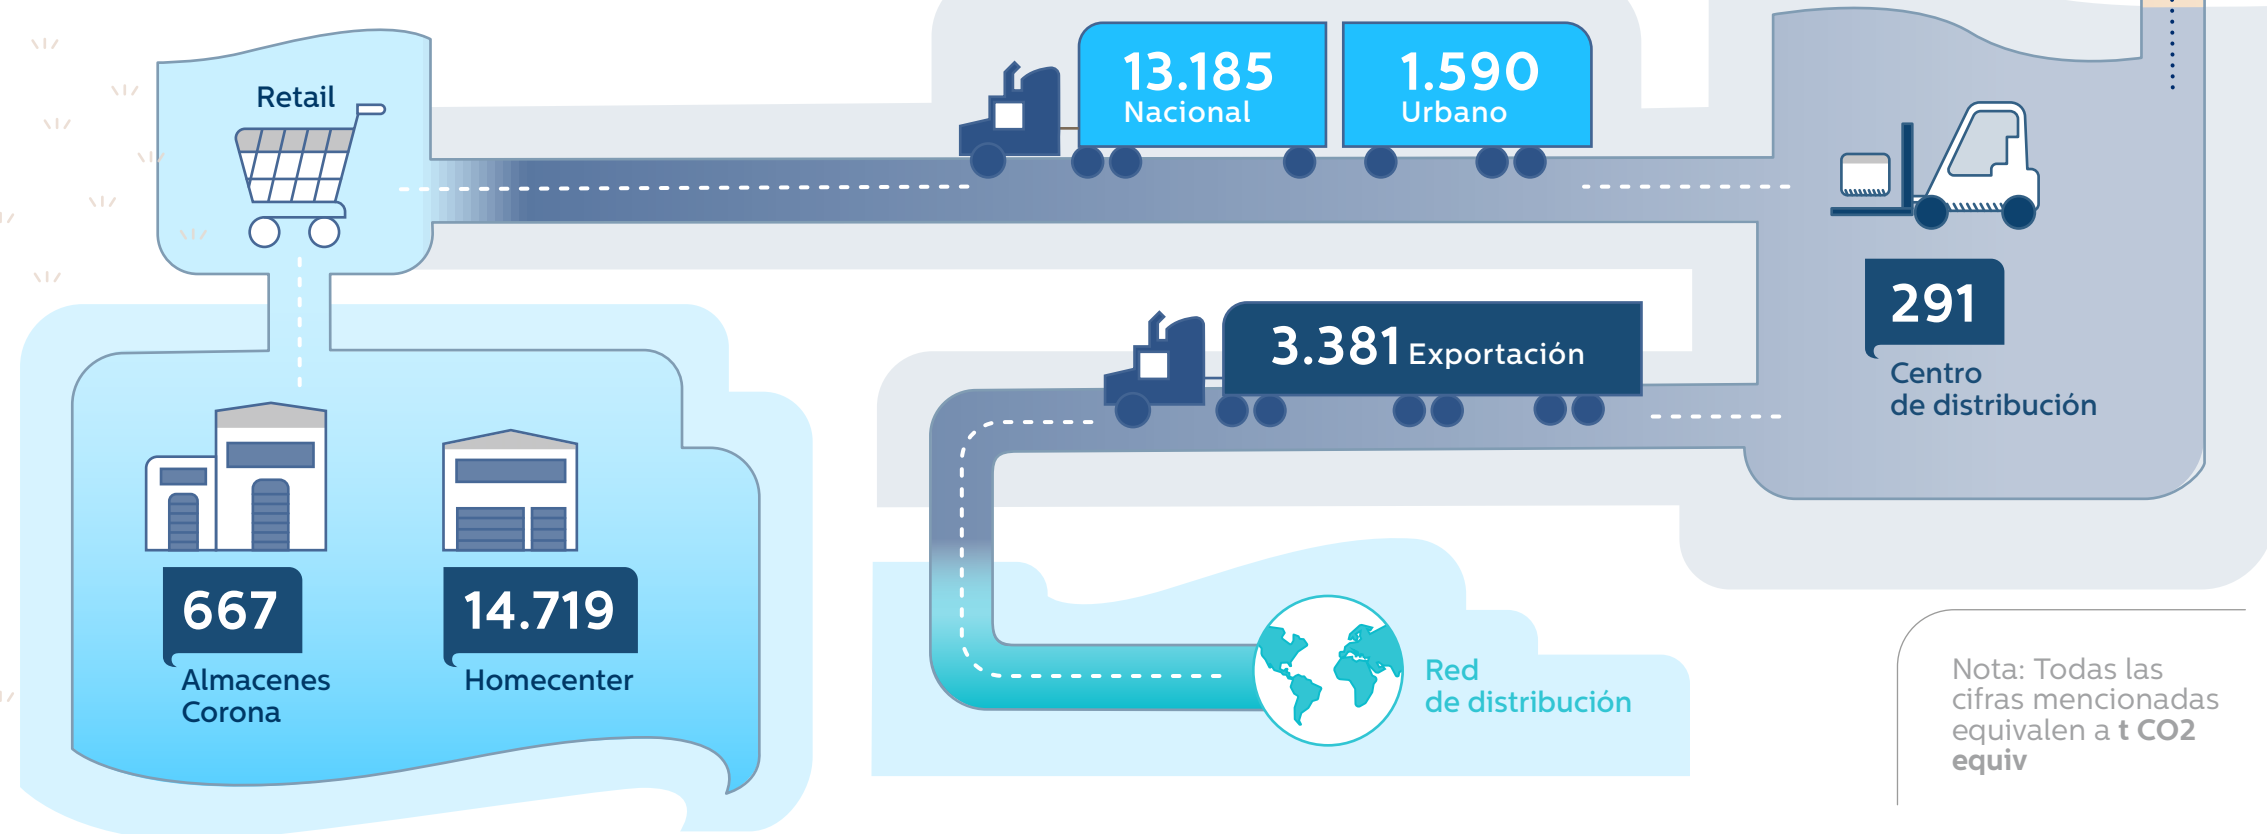 Retail
13.185
Nacional
1.590
Urbano
291
Centro
de distribución
3.381 Exportación
667
Almacenes
Corona
14.719
Homecenter
Red
de distribución
Nota: Todas las
cifras mencionadas
equivalen a t CO2
equiv